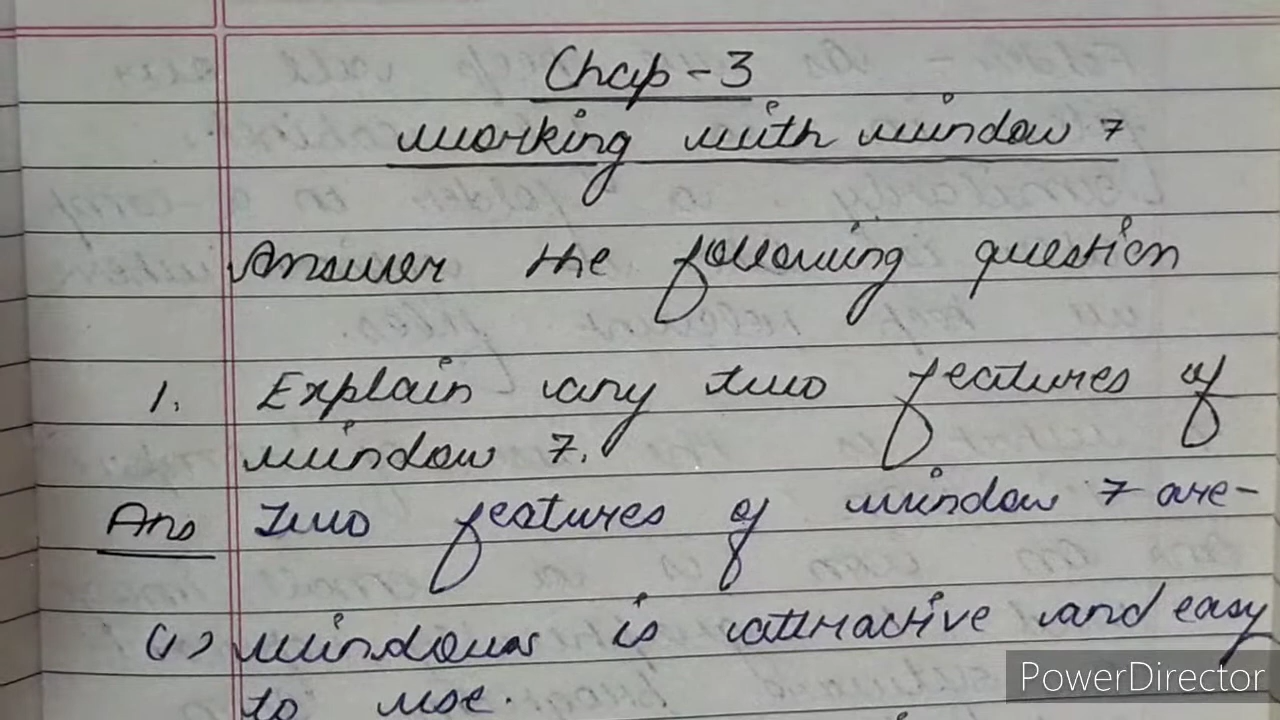 Chap - 3
working with window 7
Answer the following question
1. Explain any two features of
window 7.
Ans Two features of window 7 are-
(1) windows is attractive and easy
to use.
PowerDirector